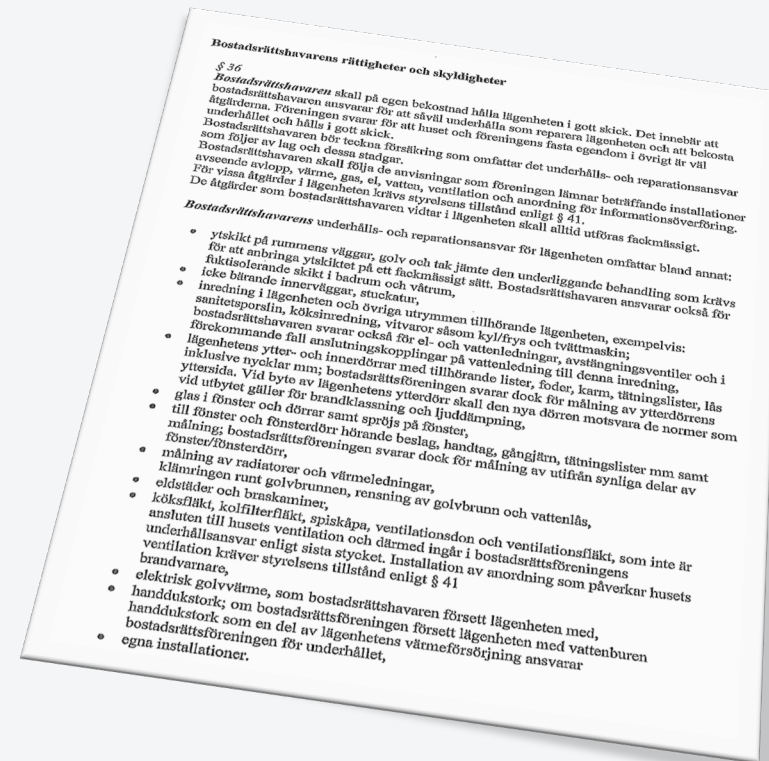 Bostadsrättshavarens rättigheter och skyldigheter
§ 36
Bostadsrättshavaren skall på egen bekostnad hålla lägenheten i gott skick. Det innebär att
bostadsrättshavaren ansvarar för att såväl underhålla som reparera lägenheten och att bekosta
åtgärderna. Föreningen svarar för att huset och föreningens fasta egendom i övrigt är väl
underhållet och hålls i gott skick.
Bostadsrättshavaren bör teckna försäkring som omfattar det underhålls- och reparationsansvar
som följer av lag och dessa stadgar.
Bostadsrättshavaren skall följa de anvisningar som föreningen lämnar beträffande installationer
avseende avlopp, värme, gas, el, vatten, ventilation och anordning för informationsöverföring.
För vissa åtgärder i lägenheten krävs styrelsens tillstånd enligt § 41.
De åtgärder som bostadsrättshavaren vidtar i lägenheten skall alltid utföras fackmässigt.
Bostadsrättshavarens underhålls- och reparationsansvar för lägenheten omfattar bland annat:
• ytskikt på rummens väggar, golv och tak jämte den underliggande behandling som krävs
för att anbringa ytskiktet på ett fackmässigt sätt. Bostadsrättshavaren ansvarar också för
fuktisolerande skikt i badrum och våtrum,
• icke bärande innerväggar, stuckatur,
• inredning i lägenheten och övriga utrymmen tillhörande lägenheten, exempelvis:
sanitetsporslin, köksinredning, vitvaror såsom kyl/frys och tvättmaskin;
bostadsrättshavaren svarar också för el- och vattenledningar, avstängningsventiler och i
förekommande fall anslutningskopplingar på vattenledning till denna inredning,
• lägenhetens ytter- och innerdörrar med tillhörande lister, foder, karm, tätningslister, lås
inklusive nycklar mm; bostadsrättsföreningen svarar dock för målning av ytterdörrens
yttersida. Vid byte av lägenhetens ytterdörr skall den nya dörren motsvara de normer som
vid utbytet gäller för brandklassning och ljuddämpning,
• glas i fönster och dörrar samt spröjs på fönster,
• till fönster och fönsterdörr hörande beslag, handtag, gångjärn, tätningslister mm samt
målning; bostadsrättsföreningen svarar dock för målning av utifrån synliga delar av
fönster/fönsterdörr,
• målning av radiatorer och värmeledningar,
• klämringen runt golvbrunnen, rensning av golvbrunn och vattenlås,
• eldstäder och braskaminer,
• köksfläkt, kolfilterfläkt, spiskåpa, ventilationsdon och ventilationsfläkt, som inte är
ansluten till husets ventilation och därmed ingår i bostadsrättsföreningens
underhållsansvar enligt sista stycket. Installation av anordning som påverkar husets
ventilation kräver styrelsens tillstånd enligt § 41
• brandvarnare,
• elektrisk golvvärme, som bostadsrättshavaren försett lägenheten med,
• handdukstork; om bostadsrättsföreningen försett lägenheten med vattenburen
handdukstork som en del av lägenhetens värmeförsörjning ansvarar
bostadsrättsföreningen för underhållet,
• egna installationer.